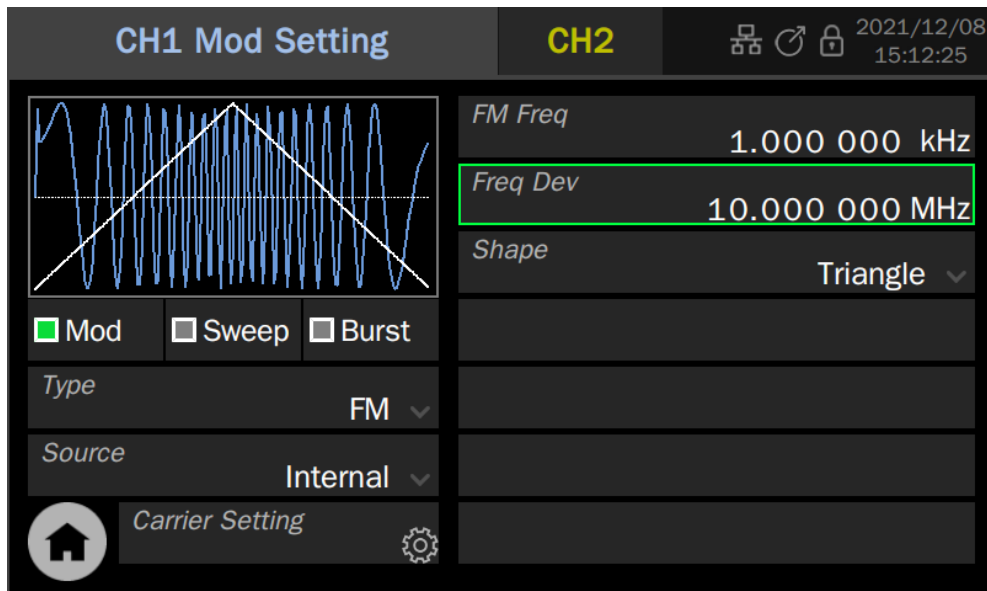 CH1 Mod Setting
CH2
2021/12/08
15:12:25
FM Freq
1.000 000 kHz
Freq Dev
10.000 000 MHz
Shape
Triangle
Mod
Sweep
Burst
Type
FM
Source
Internal
Carrier Setting